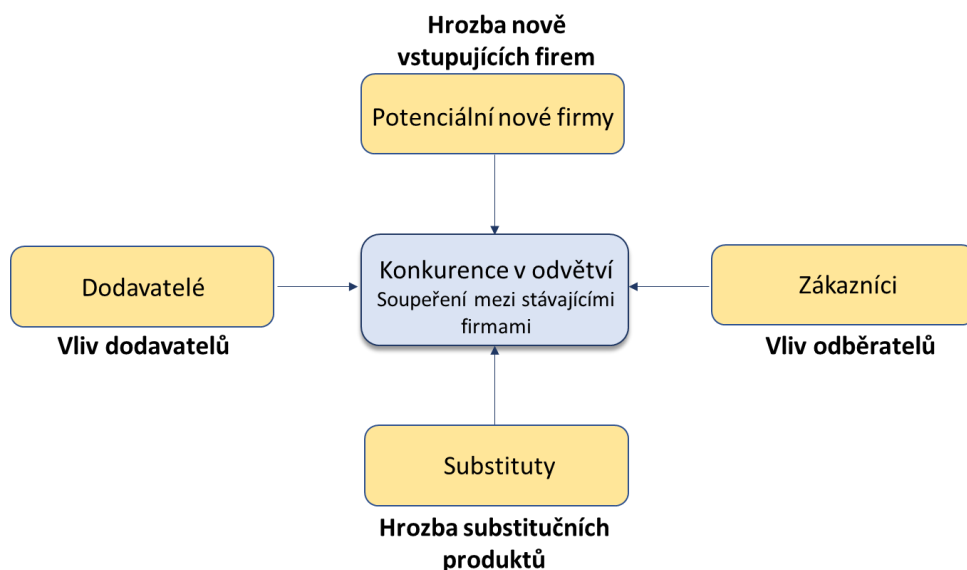 Hrozba nově
vstupujících firem
Potenciální nové firmy
Dodavatelé
Vliv dodavatelů
Konkurence v odvětví
Soupeření mezi stávajícími
firmami
Zákazníci
Vliv odběratelů
Substituty
Hrozba substitučních
produktů